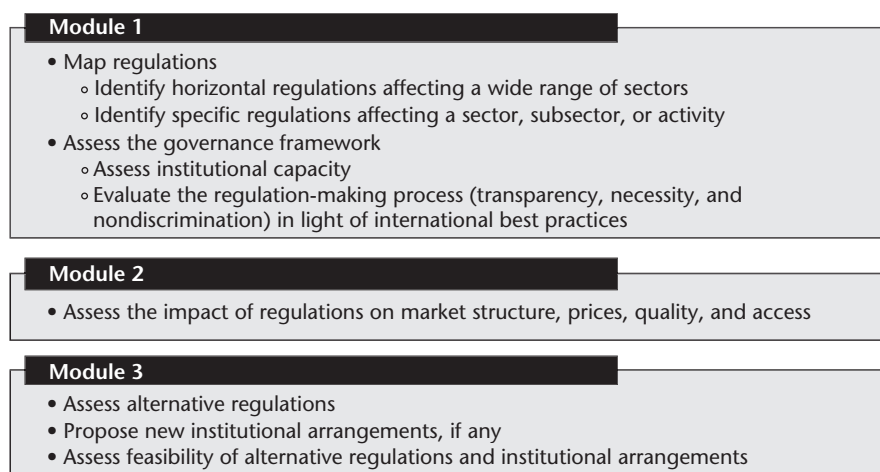 Module 1
• Map regulations
∘ Identify horizontal regulations affecting a wide range of sectors
∘ Identify specific regulations affecting a sector, subsector, or activity
• Assess the governance framework
∘ Assess institutional capacity
∘ Evaluate the regulation-making process (transparency, necessity, and
nondiscrimination) in light of international best practices
Module 2
• Assess the impact of regulations on market structure, prices, quality, and access
Module 3
• Assess alternative regulations
• Propose new institutional arrangements, if any
• Assess feasibility of alternative regulations and institutional arrangements